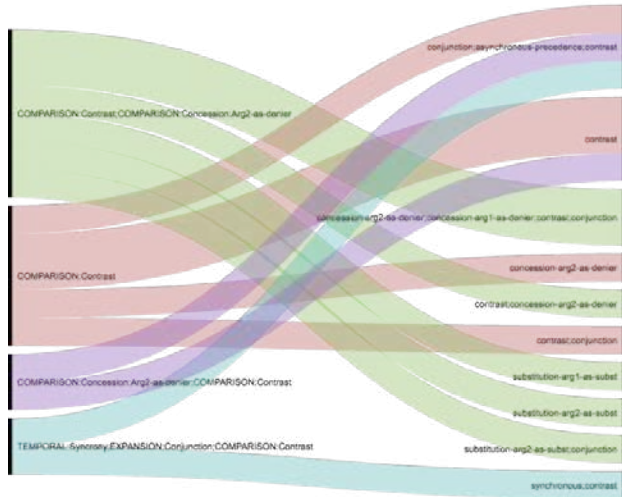 conjunction;asynchronous-precedence;contrast
COMPARISON:Contrast;COMPARISON:Concession:Arg2-as-denier
contrast
concession-arg2-as-denier;concession-arg1-as-denier;contrast;conjunction
concession-arg2-as-denier
COMPARISON:Contrast
contrast;concession-arg2-as-denier
contrast;conjunction
substitution-arg1-as-subst
COMPARISON:Concession:Arg2-as-denier;COMPARISON:Contrast
substitution-arg2-as-subst
TEMPORAL:Syncrony;EXPANSION:Conjunction;COMPARISON:Contrast
substitution-arg2-as-subst;conjunction
synchronous;contrast